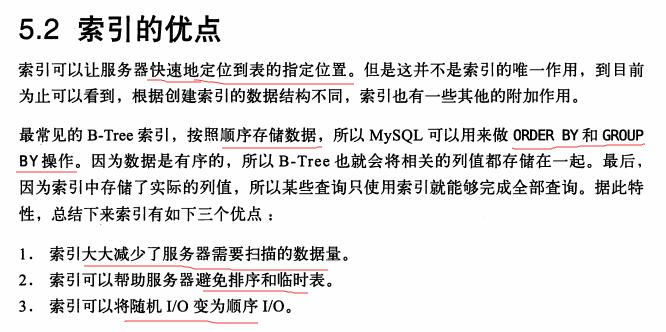 5.2 索引的优点
索引可以让服务器快速地定位到表的指定位置。但是这并不是索引的唯一作用，到目前
为止可以看到，根据创建索引的数据结构不同，索引也有一些其他的附加作用。
最常见的 B-Tree 索引，按照顺序存储数据，所以 MySQL 可以用来做 ORDER BY 和 GROUP
BY 操作。因为数据是有序的，所以 B-Tree 也就会将相关的列值都存储在一起。最后，
因为索引中存储了实际的列值，所以某些查询只使用索引就能够完成全部查询。据此特
性，总结下来索引有如下三个优点：
1. 索引大大减少了服务器需要扫描的数据量。
2. 索引可以帮助服务器避免排序和临时表。
3. 索引可以将随机 I/O 变为顺序 I/O。